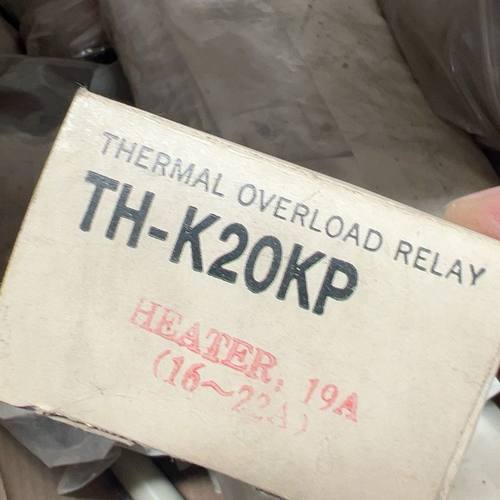 THERMAL OVERLOAD RELAY
TH-K20KP
HEATER, 19A
(16～22A)